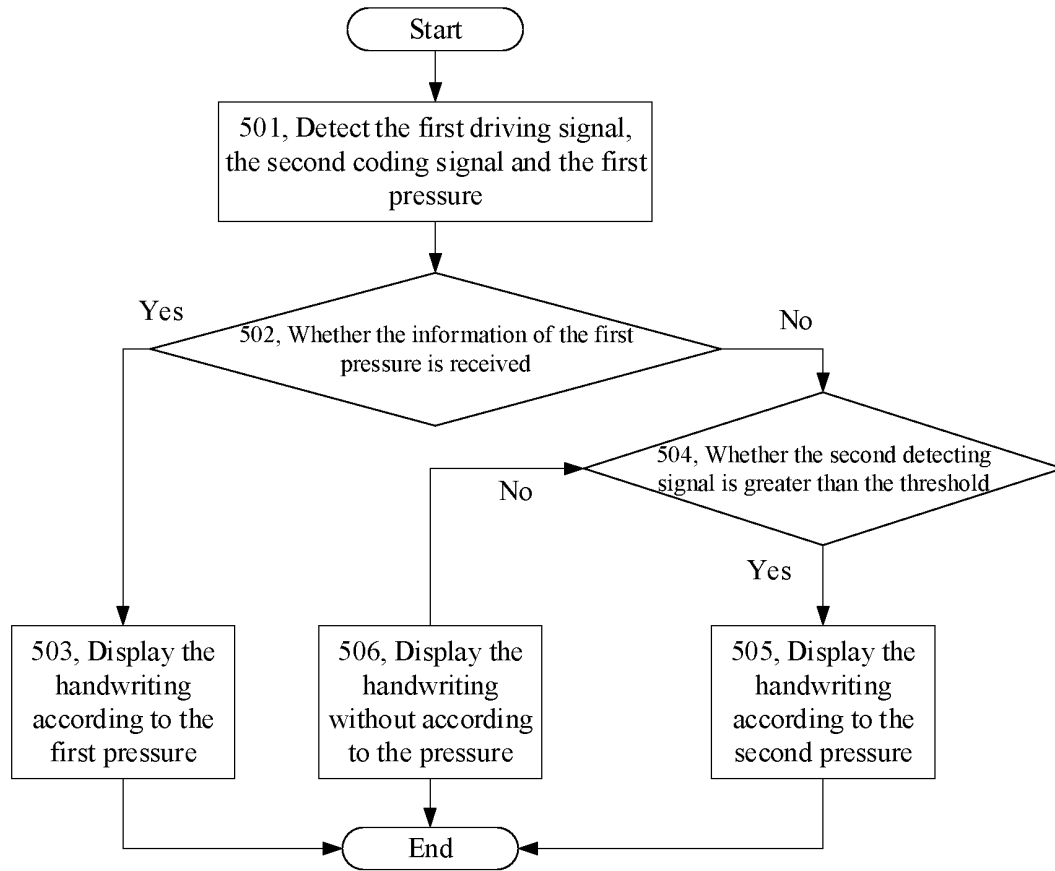 Start
501, Detect the first driving signal,
the second coding signal and the first
pressure
Yes
502, Whether the information of the first
pressure is received
No
504, Whether the second detecting
signal is greater than the threshold
No
Yes
503, Display the
handwriting
according to the
first pressure
506, Display the
handwriting
without according
to the pressure
505, Display the
handwriting
according to the
second pressure
End